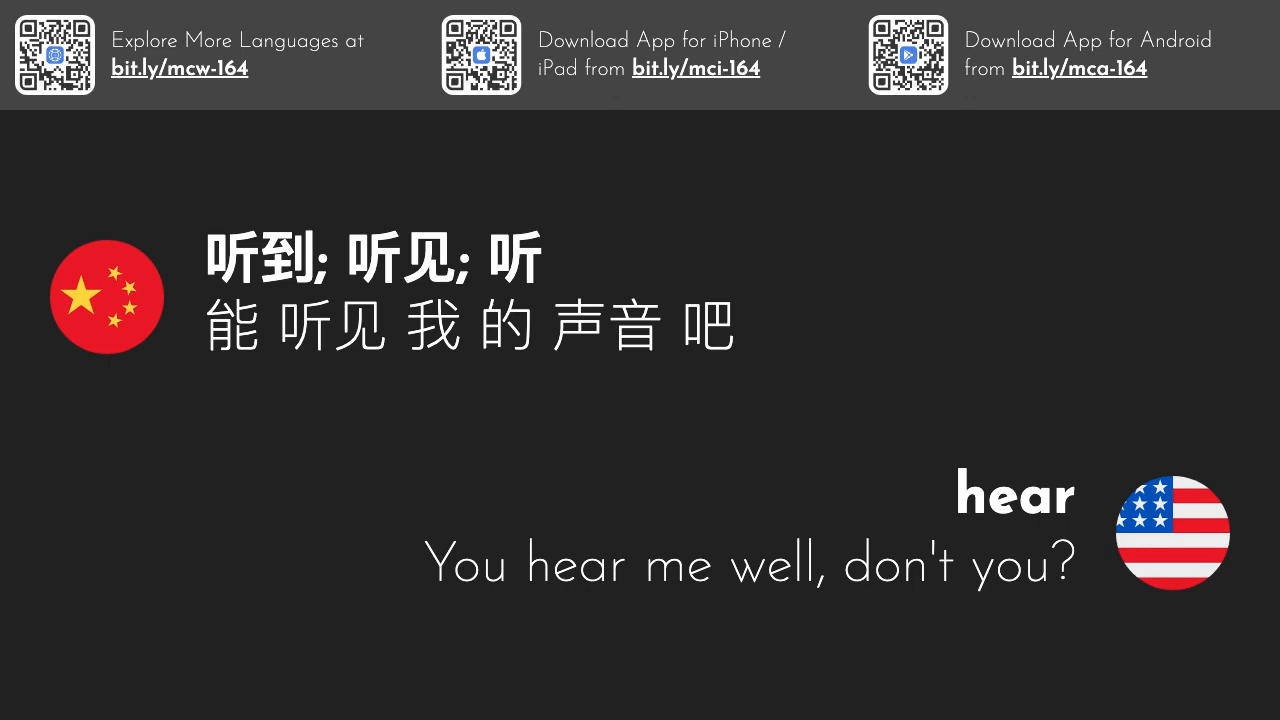 Explore More Languages at
bit.ly/mcw-164
Download App for iPhone /
iPad from bit.ly/mci-164
Download App for Android
from bit.ly/mca-164
听到; 听见; 听
能 听见 我 的 声音 吧
hear
You hear me well, don't you?